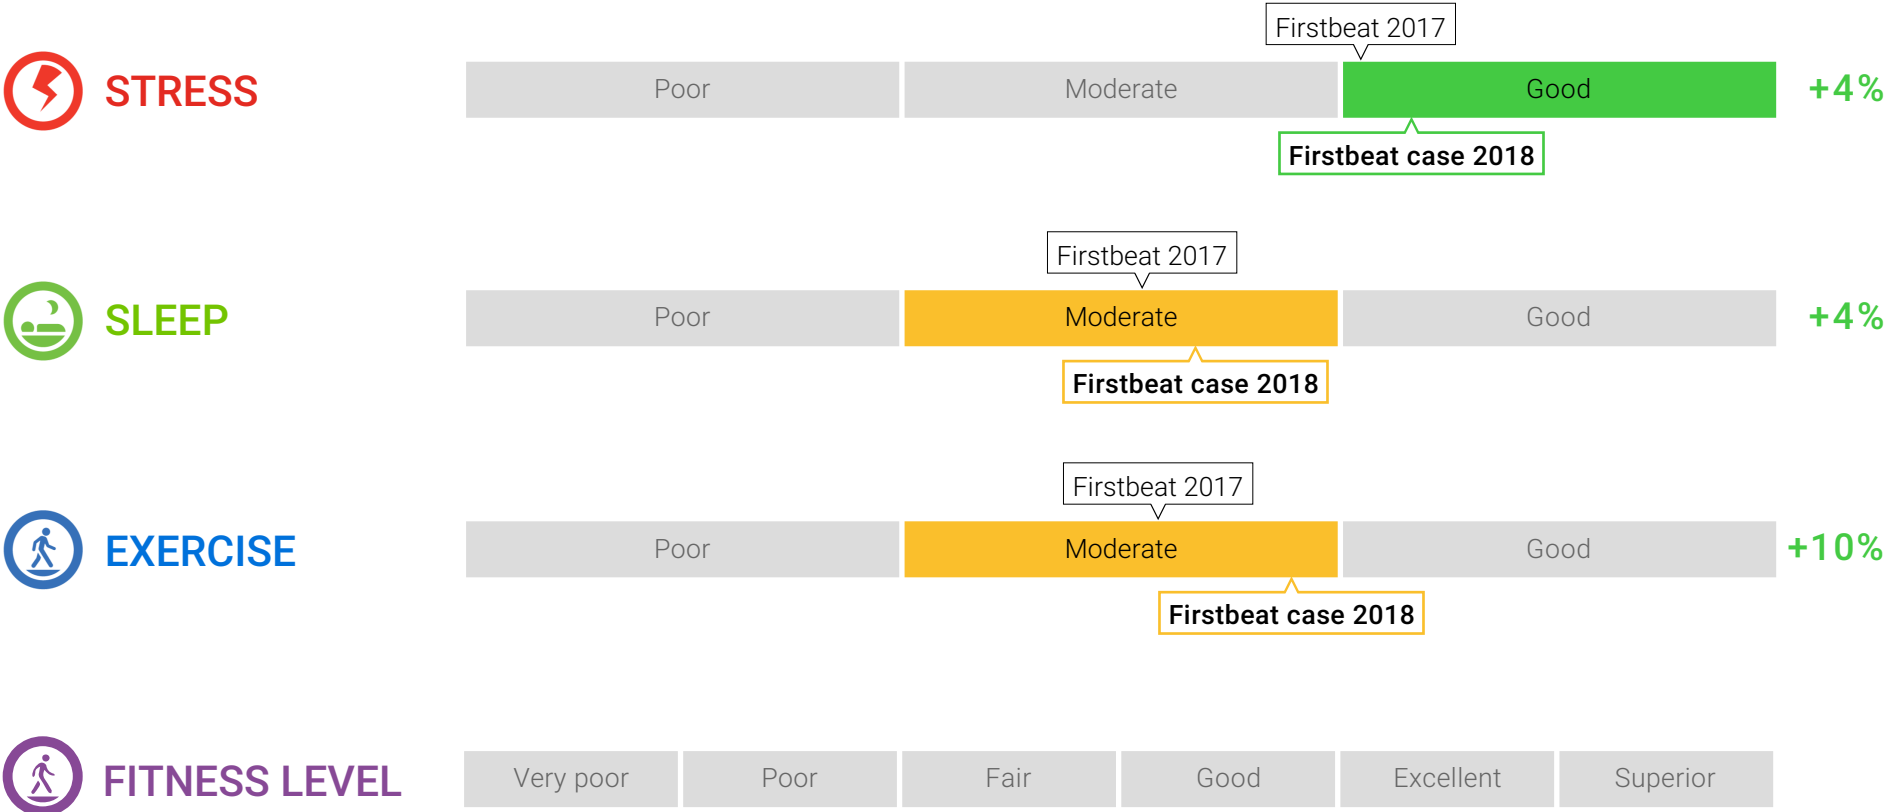 Firstbeat 2017
STRESS
Poor
Moderate
Good
+4%
Firstbeat case 2018
Firstbeat 2017
SLEEP
Poor
Moderate
Good
+4%
Firstbeat case 2018
Firstbeat 2017
EXERCISE
Poor
Moderate
Good
+10%
Firstbeat case 2018
FITNESS LEVEL
Very poor
Poor
Fair
Good
Excellent
Superior